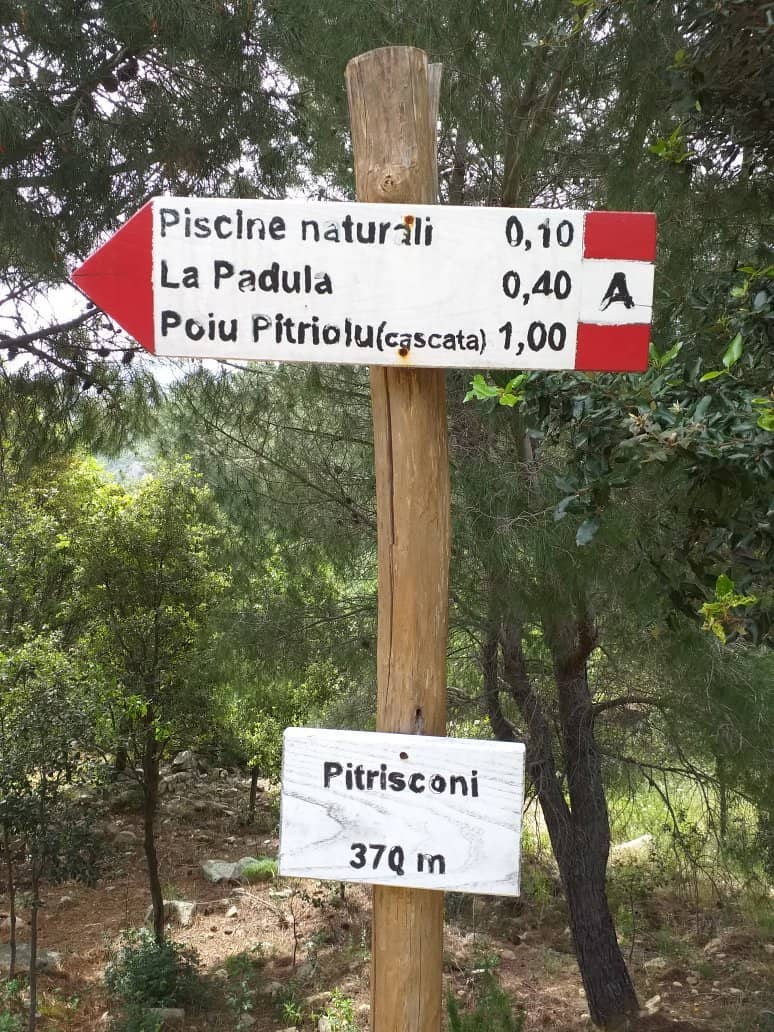 Piscine naturali 0,10
La Padula 0,40
Poiu Pitriolu(cascata) 1,00
A
Pitrisconi
370 m